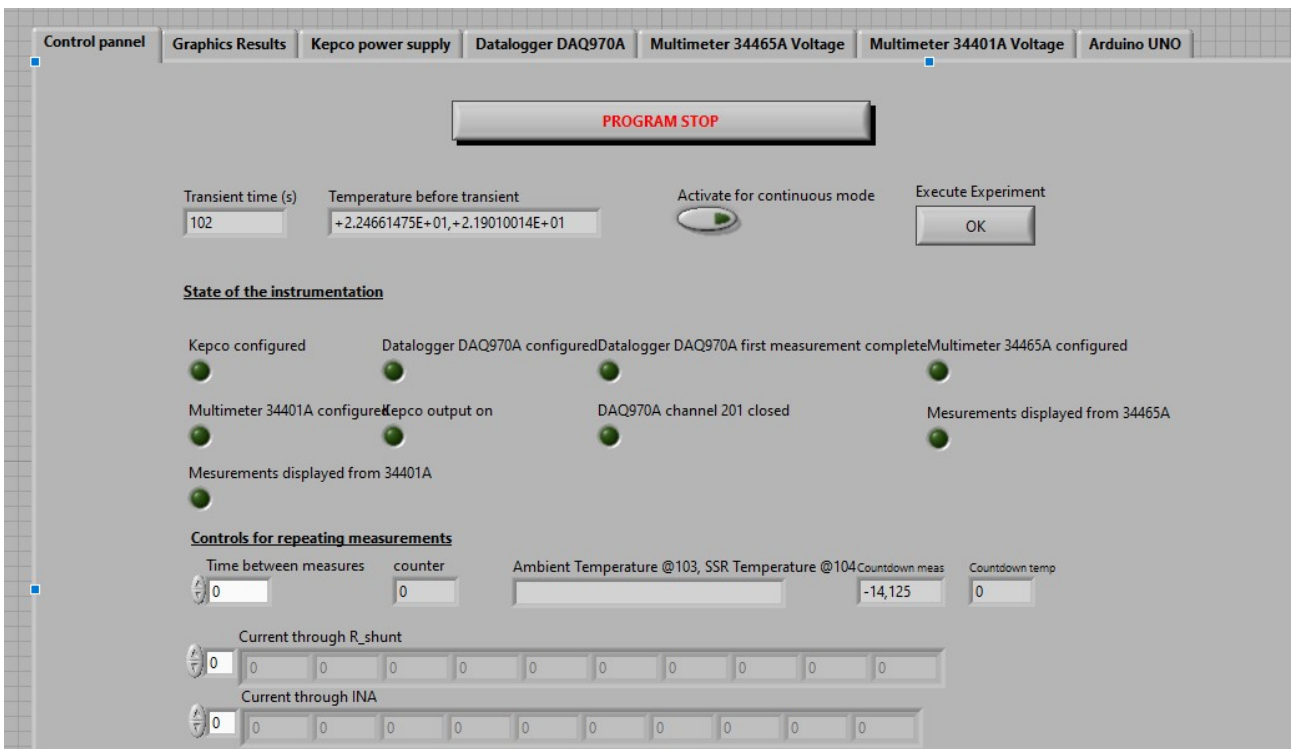 Control pannel Graphics Results Kepco power supply Datalogger DAQ970A Multimeter 34465A Voltage Multimeter 34401A Voltage Arduino UNO
PROGRAM STOP
Transient time (s) Temperature before transient Activate for continuous mode Execute Experiment
102 +2.24661475E+01,+2.19010014E+01 OK
State of the instrumentation
Kepco configured Datalogger DAQ970A configuredDatalogger DAQ970A first measurement completeMultimeter 34465A configured
Multimeter 34401A configured Kepco output on DAQ970A channel 201 closed Mesurements displayed from 34465A
Mesurements displayed from 34401A
Controls for repeating measurements
Time between measures counter Ambient Temperature @103, SSR Temperature @104 Countdown meas Countdown temp
0 0 -14,125 0
Current through R_shunt
0 0 0 0 0 0 0 0 0 0 0
Current through INA
0 0 0 0 0 0 0 0 0 0 0